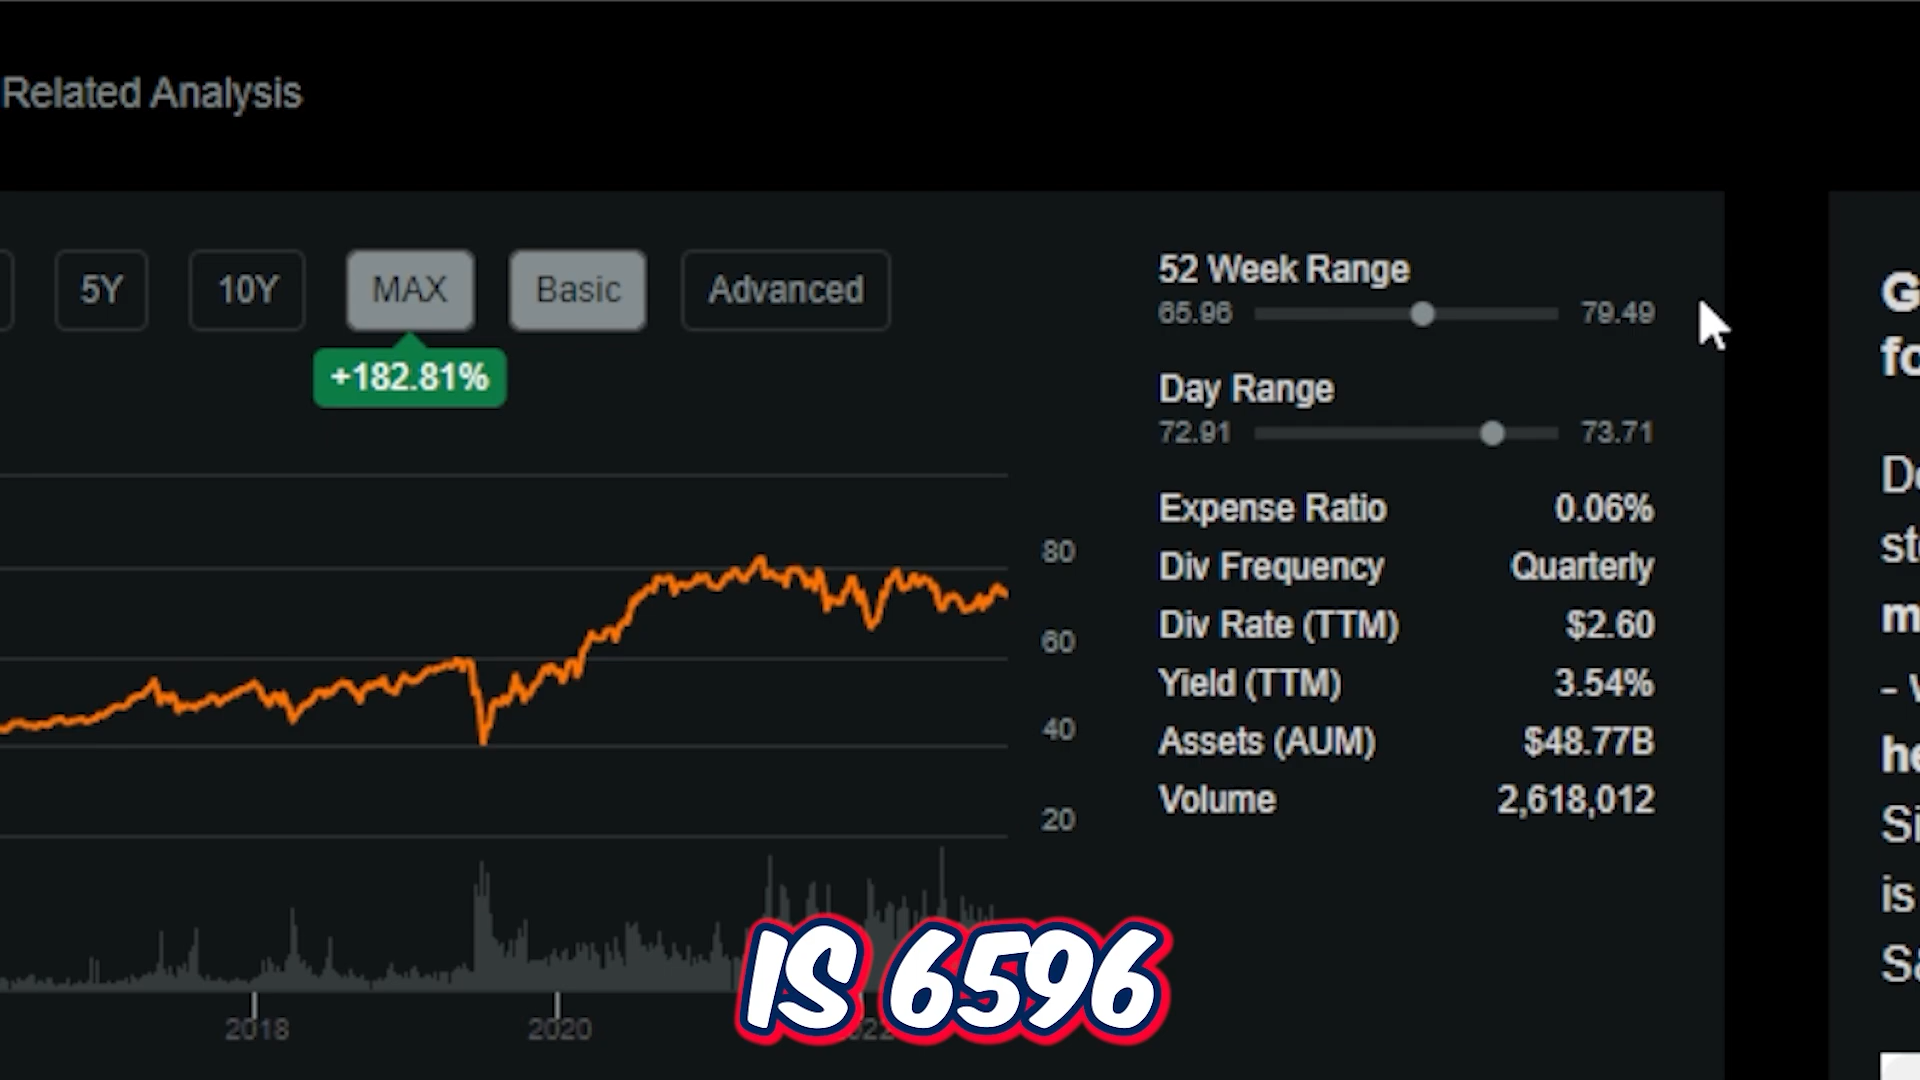 Related Analysis
5Y
10Y
MAX
Basic
Advanced
+182.81%
52 Week Range
65.96
79.49
Day Range
72.91
73.71
Expense Ratio 0.06%
Div Frequency Quarterly
Div Rate (TTM) $2.60
Yield (TTM) 3.54%
Assets (AUM) $48.77B
Volume 2,618,012
80
60
40
20
2018
2020
IS 6596